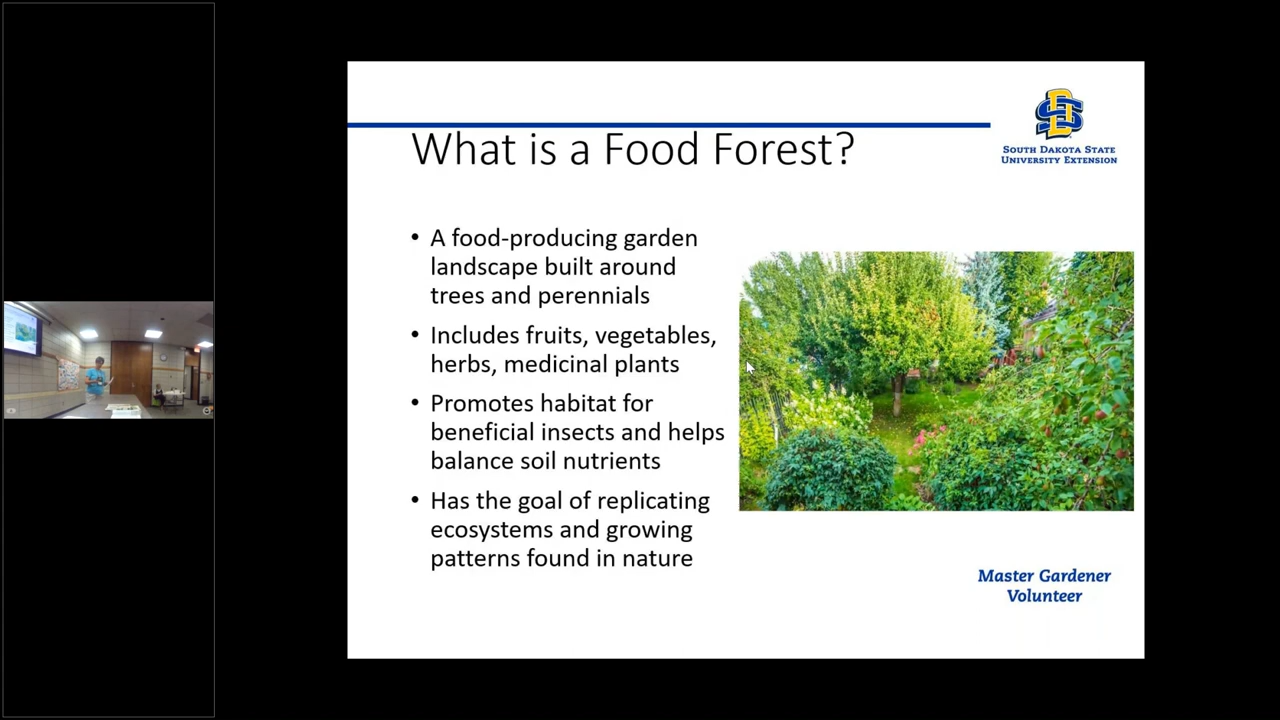 What is a Food Forest?
SOUTH DAKOTA STATE
UNIVERSITY EXTENSION
• A food-producing garden
landscape built around
trees and perennials
• Includes fruits, vegetables,
herbs, medicinal plants
• Promotes habitat for
beneficial insects and helps
balance soil nutrients
• Has the goal of replicating
ecosystems and growing
patterns found in nature
Master Gardener
Volunteer